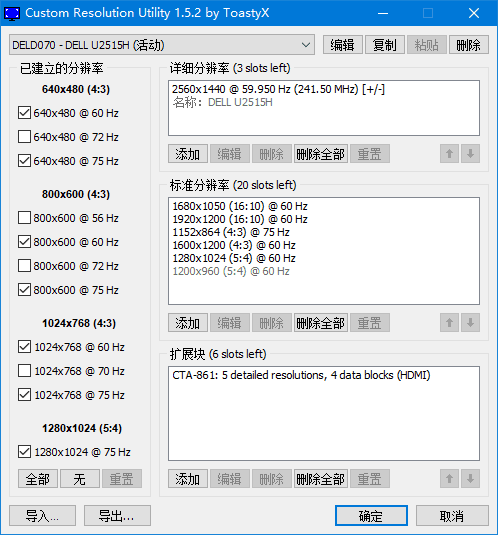 Custom Resolution Utility 1.5.2 by ToastyX
DELD070 - DELL U2515H (活动)
编辑
复制
粘贴
删除
已建立的分辨率
640x480 (4:3)
640x480 @ 60 Hz
640x480 @ 72 Hz
640x480 @ 75 Hz
800x600 (4:3)
800x600 @ 56 Hz
800x600 @ 60 Hz
800x600 @ 72 Hz
800x600 @ 75 Hz
1024x768 (4:3)
1024x768 @ 60 Hz
1024x768 @ 70 Hz
1024x768 @ 75 Hz
1280x1024 (5:4)
1280x1024 @ 75 Hz
全部
无
重置
详细分辨率 (3 slots left)
2560x1440 @ 59.950 Hz (241.50 MHz) [+/-]
名称：DELL U2515H
添加
编辑
删除
删除全部
重置
标准分辨率 (20 slots left)
1680x1050 (16:10) @ 60 Hz
1920x1200 (16:10) @ 60 Hz
1152x864 (4:3) @ 75 Hz
1600x1200 (4:3) @ 60 Hz
1280x1024 (5:4) @ 60 Hz
1200x960 (5:4) @ 60 Hz
添加
编辑
删除
删除全部
重置
扩展块 (6 slots left)
CTA-861: 5 detailed resolutions, 4 data blocks (HDMI)
添加
编辑
删除
删除全部
重置
导入...
导出...
确定
取消